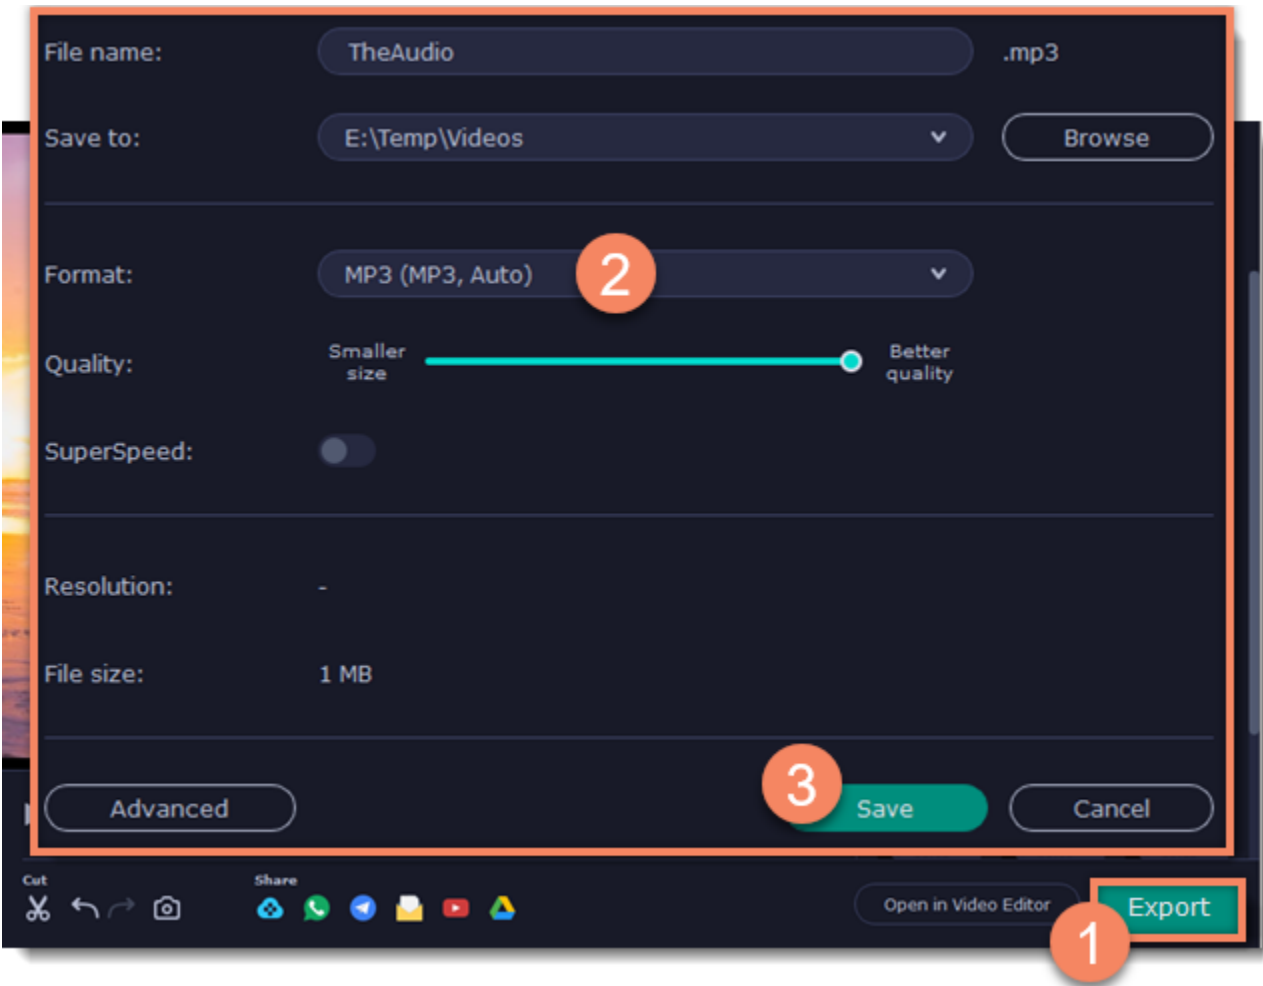 File name: TheAudio .mp3
Save to: E:\Temp\Videos Browse
Format: MP3 (MP3, Auto) 2
Quality: Smaller size Better quality
SuperSpeed:
Resolution: -
File size: 1 MB
Advanced 3 Save Cancel
Cut Share
Open in Video Editor 1 Export